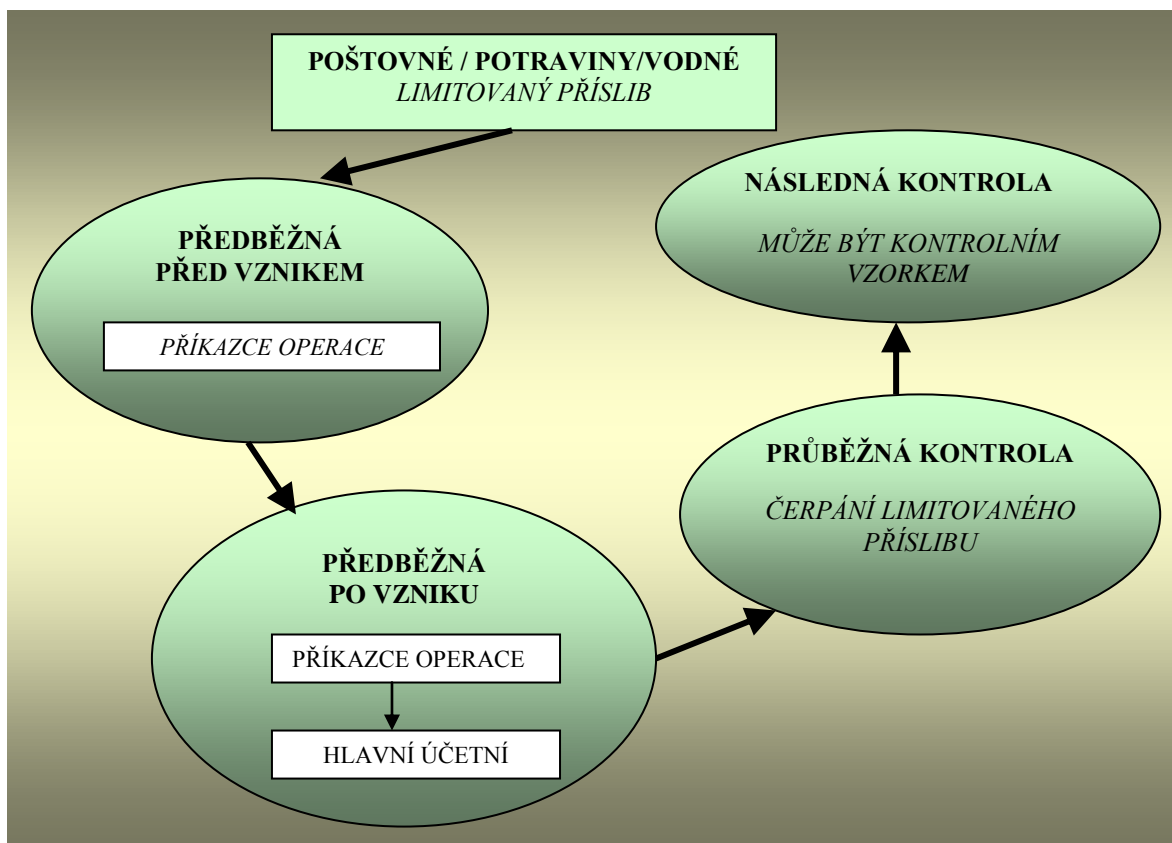 POŠTOVNÉ / POTRAVINY/VODNÉ
LIMITOVANÝ PŘÍSLIB
PŘEDBĚŽNÁ
PŘED VZNIKEM
PŘÍKAZCE OPERACE
PŘEDBĚŽNÁ
PO VZNIKU
PŘÍKAZCE OPERACE
HLAVNÍ ÚČETNÍ
PRŮBĚŽNÁ KONTROLA
ČERPÁNÍ LIMITOVANÉHO
PŘÍSLIBU
NÁSLEDNÁ KONTROLA
MŮŽE BÝT KONTROLNÍM
VZORKEM